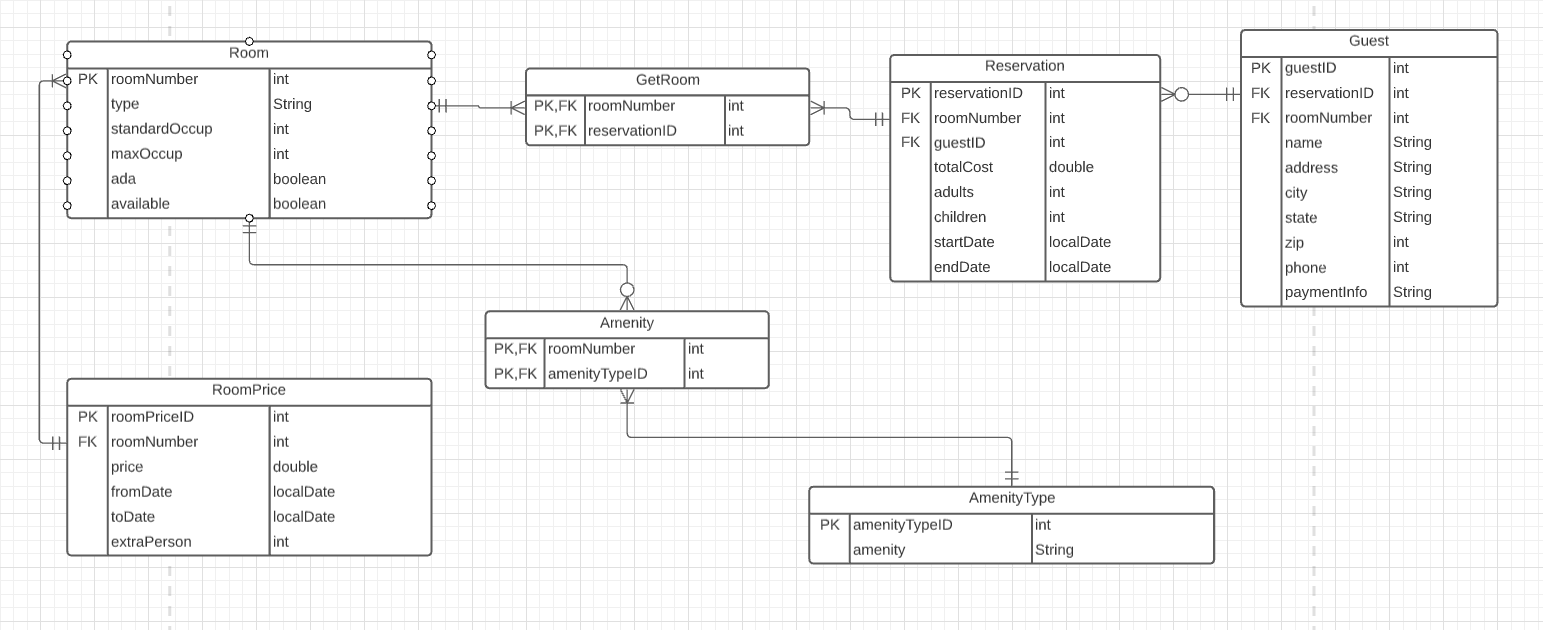 Room
PK roomNumber int
type String
standardOccup int
maxOccup int
ada boolean
available boolean
GetRoom
PK,FK roomNumber int
PK,FK reservationID int
Reservation
PK reservationID int
FK roomNumber int
FK guestID int
totalCost double
adults int
children int
startDate localDate
endDate localDate
Guest
PK guestID int
FK reservationID int
FK roomNumber int
name String
address String
city String
state String
zip int
phone int
paymentInfo String
Amenity
PK,FK roomNumber int
PK,FK amenityTypeID int
RoomPrice
PK roomPriceID int
FK roomNumber int
price double
fromDate localDate
toDate localDate
extraPerson int
AmenityType
PK amenityTypeID int
amenity String